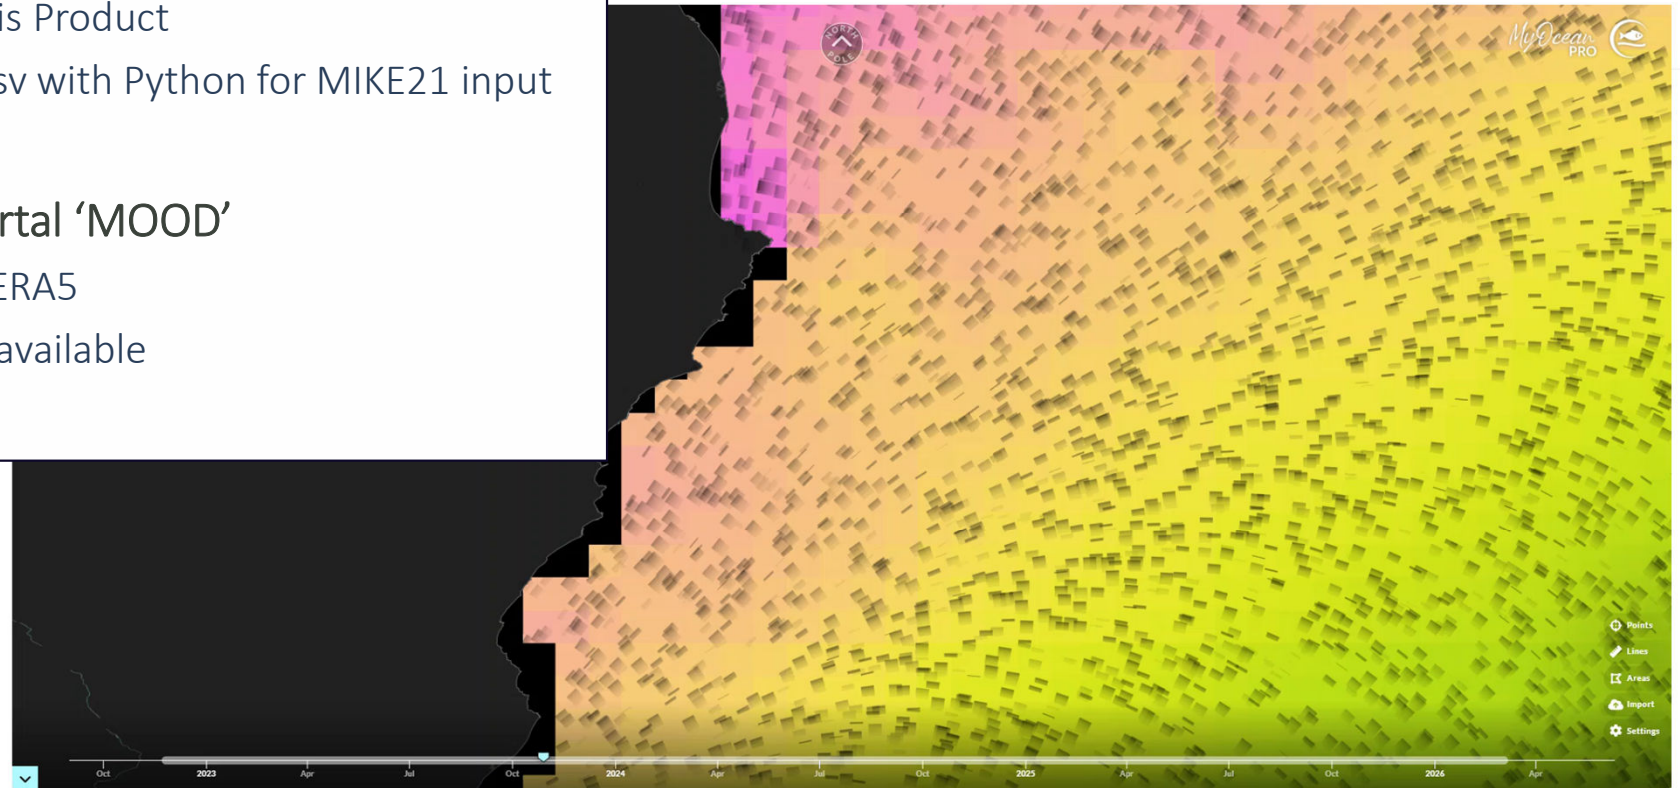 is Product
sv with Python for MIKE21 input
rtal ‘MOOD’
ERA5
available
NORTH
POLE
MyOcean
PRO
Points
Lines
Areas
Import
Settings
Oct 2023 Apr Jul Oct 2024 Apr Jul Oct 2025 Apr Jul Oct 2026 Apr